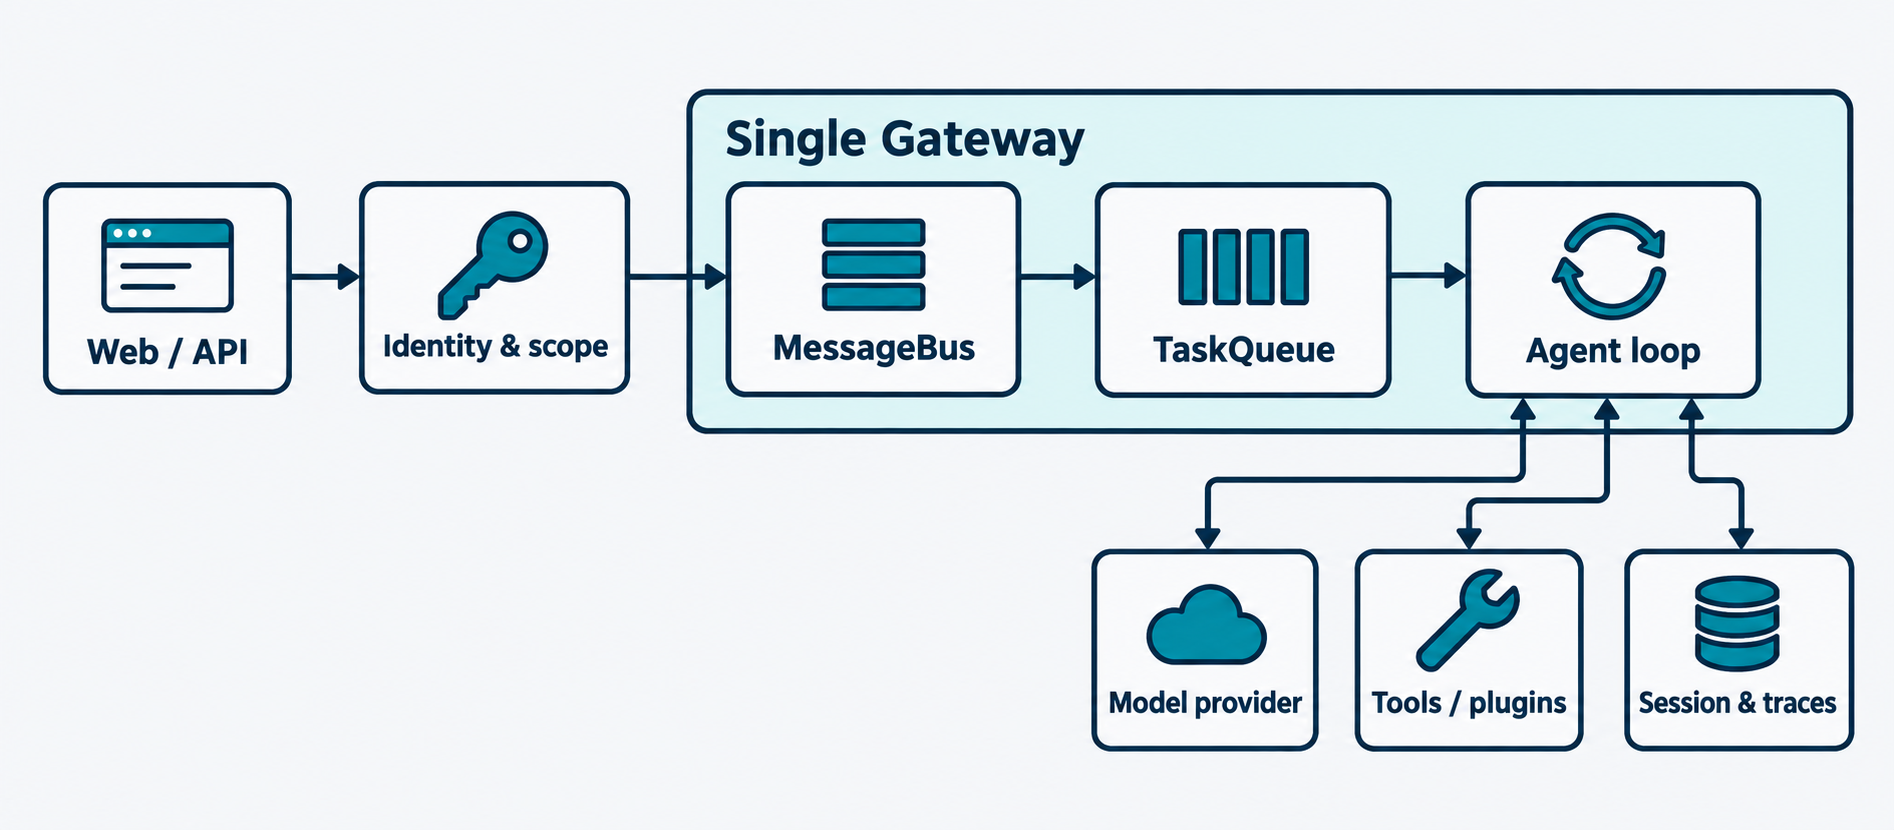 Single Gateway
Web / API
Identity & scope
MessageBus
TaskQueue
Agent loop
Model provider
Tools / plugins
Session & traces